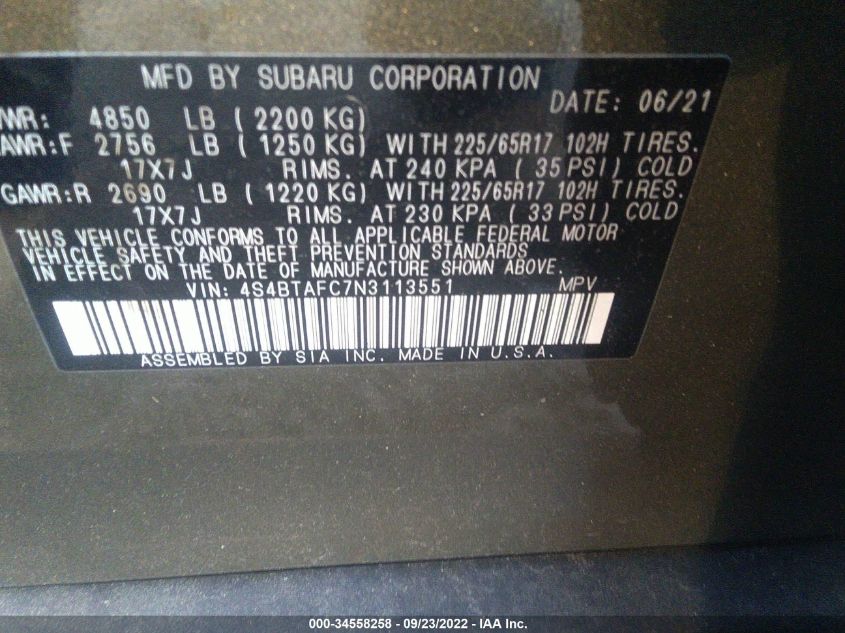 MFD BY SUBARU CORPORATION
DATE: 06/21
WR: 4850 LB ( 2200 KG)
AWR:F 2756 LB ( 1250 KG) WITH 225/65R17 102H TIRES.
17X7J RIMS. AT 240 KPA ( 35 PSI) COLD
GAWR:R 2690 LB ( 1220 KG) WITH 225/65R17 102H TIRES.
17X7J RIMS. AT 230 KPA ( 33 PSI) COLD
THIS VEHICLE CONFORMS TO ALL APPLICABLE FEDERAL MOTOR
VEHICLE SAFETY AND THEFT PREVENTION STANDARDS
IN EFFECT ON THE DATE OF MANUFACTURE SHOWN ABOVE.
VIN: 4S4BTAFC7N3113551 MPV
ASSEMBLED BY SIA INC. MADE IN U.S.A.
000-34558258 - 09/23/2022 - IAA Inc.